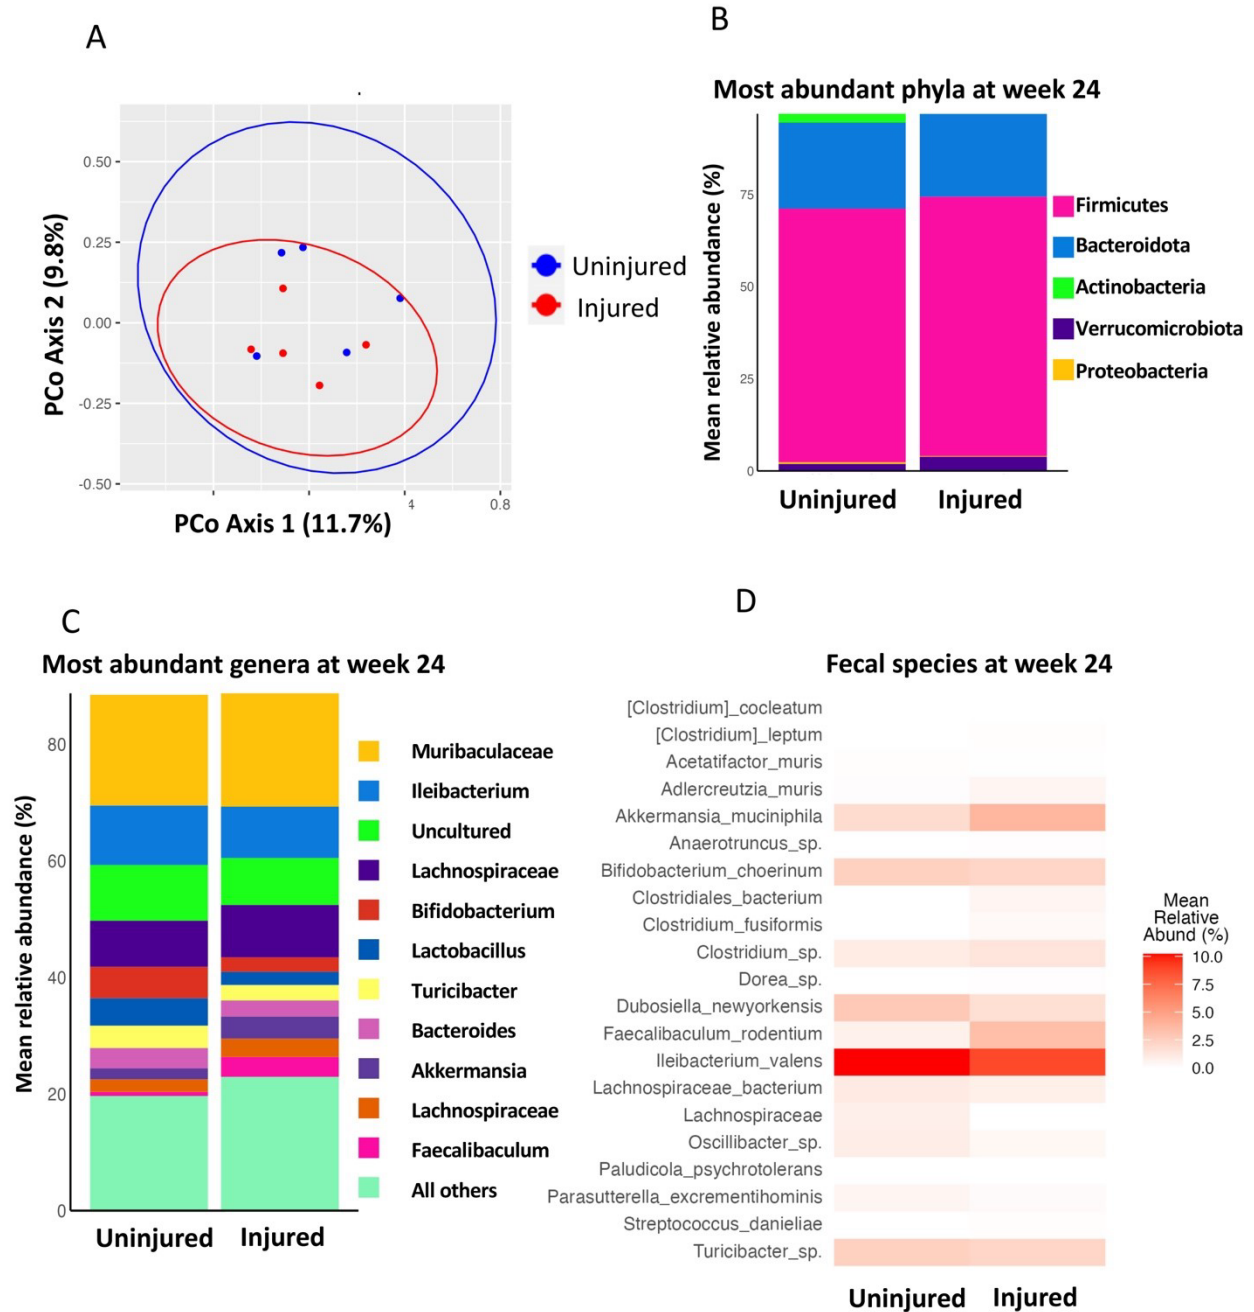 A
PCo Axis 2 (9.8%)
0.50
0.25
0.00
-0.25
-0.50
4
0.8
PCo Axis 1 (11.7%)
Uninjured
Injured
B
Most abundant phyla at week 24
Mean relative abundance (%)
75
50
25
0
Uninjured
Injured
Firmicutes
Bacteroidota
Actinobacteria
Verrucomicrobiota
Proteobacteria
C
Most abundant genera at week 24
Mean relative abundance (%)
80
60
40
20
0
Uninjured
Injured
Muribaculaceae
Ileibacterium
Uncultured
Lachnospiraceae
Bifidobacterium
Lactobacillus
Turicibacter
Bacteroides
Akkermansia
Lachnospiraceae
Faecalibaculum
All others
D
Fecal species at week 24
[Clostridium]_cocleatum
[Clostridium]_leptum
Acetatifactor_muris
Adlercreutzia_muris
Akkermansia_muciniphila
Anaerotruncus_sp.
Bifidobacterium_choerinum
Clostridiales_bacterium
Clostridium_fusiformis
Clostridium_sp.
Dorea_sp.
Dubosiella_newyorkensis
Faecalibaculum_rodentium
Ileibacterium_valens
Lachnospiraceae_bacterium
Lachnospiraceae
Oscillibacter_sp.
Paludicola_psychrotolerans
Parasutterella_excrementihominis
Streptococcus_danieliae
Turicibacter_sp.
Uninjured
Injured
Mean
Relative
Abund (%)
10.0
7.5
5.0
2.5
0.0